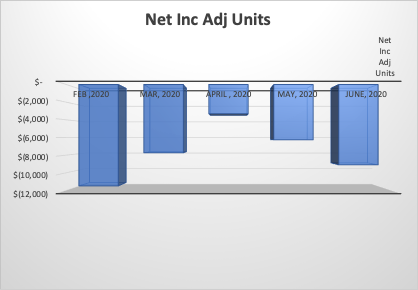 Net Inc Adj Units
Net
Inc
Adj
Units
$-
FEB ,2020 MAR, 2020 APRIL , 2020 MAY, 2020 JUNE, 2020
$(2,000)
$(4,000)
$(6,000)
$(8,000)
$(10,000)
$(12,000)